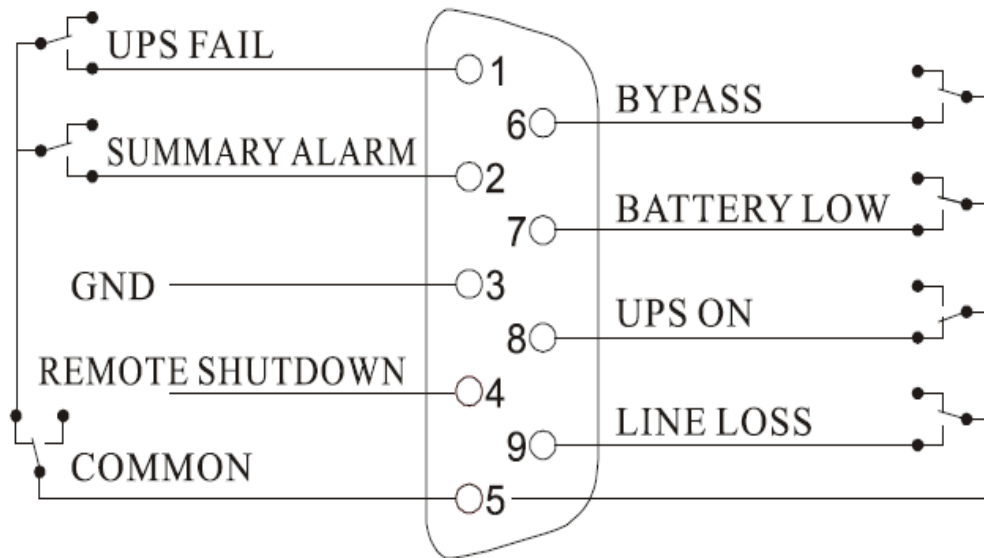 UPS FAIL
1
SUMMARY ALARM
2
GND
3
REMOTE SHUTDOWN
4
COMMON
5
BYPASS
6
BATTERY LOW
7
UPS ON
8
LINE LOSS
9